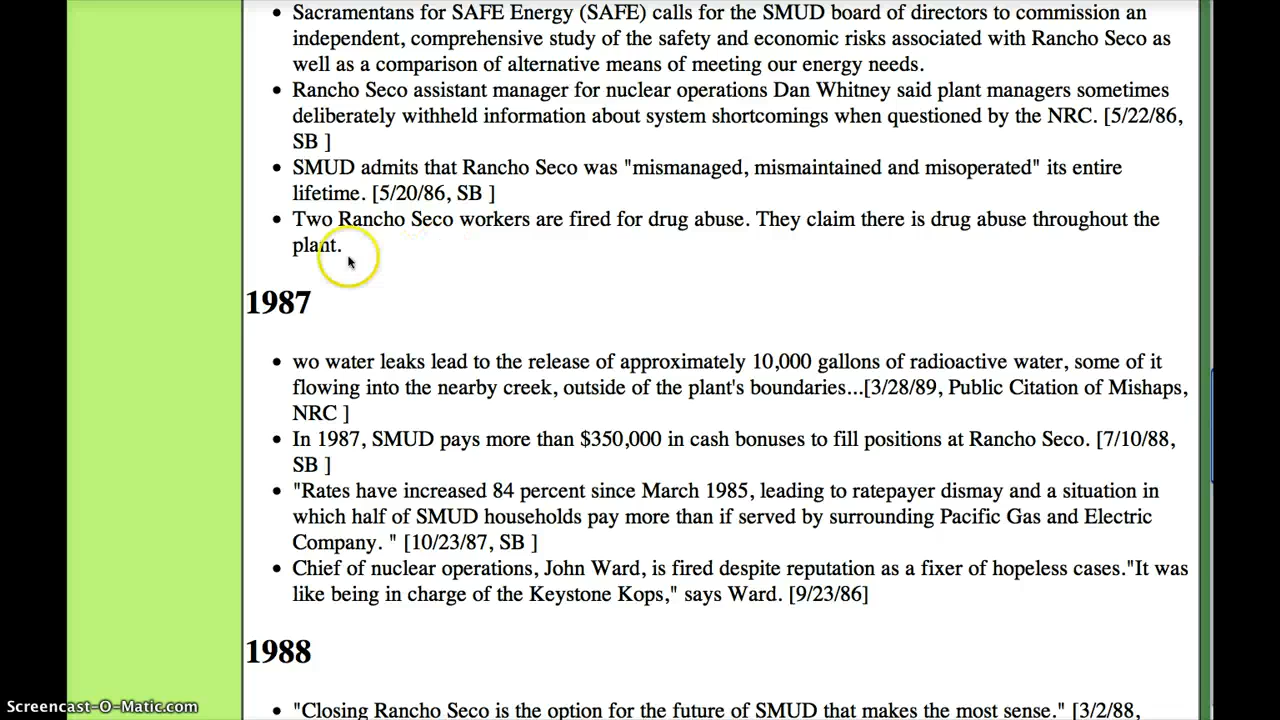 Sacramentans for SAFE Energy (SAFE) calls for the SMUD board of directors to commission an
independent, comprehensive study of the safety and economic risks associated with Rancho Seco as
well as a comparison of alternative means of meeting our energy needs.
Rancho Seco assistant manager for nuclear operations Dan Whitney said plant managers sometimes
deliberately withheld information about system shortcomings when questioned by the NRC. [5/22/86,
SB ]
SMUD admits that Rancho Seco was "mismanaged, mismaintained and misoperated" its entire
lifetime. [5/20/86, SB ]
Two Rancho Seco workers are fired for drug abuse. They claim there is drug abuse throughout the
plant.
1987
wo water leaks lead to the release of approximately 10,000 gallons of radioactive water, some of it
flowing into the nearby creek, outside of the plant's boundaries...[3/28/89, Public Citation of Mishaps,
NRC ]
In 1987, SMUD pays more than $350,000 in cash bonuses to fill positions at Rancho Seco. [7/10/88,
SB ]
"Rates have increased 84 percent since March 1985, leading to ratepayer dismay and a situation in
which half of SMUD households pay more than if served by surrounding Pacific Gas and Electric
Company. " [10/23/87, SB ]
Chief of nuclear operations, John Ward, is fired despite reputation as a fixer of hopeless cases."It was
like being in charge of the Keystone Kops," says Ward. [9/23/86]
1988
"Closing Rancho Seco is the option for the future of SMUD that makes the most sense." [3/2/88,
Screencast-O-Matic.com